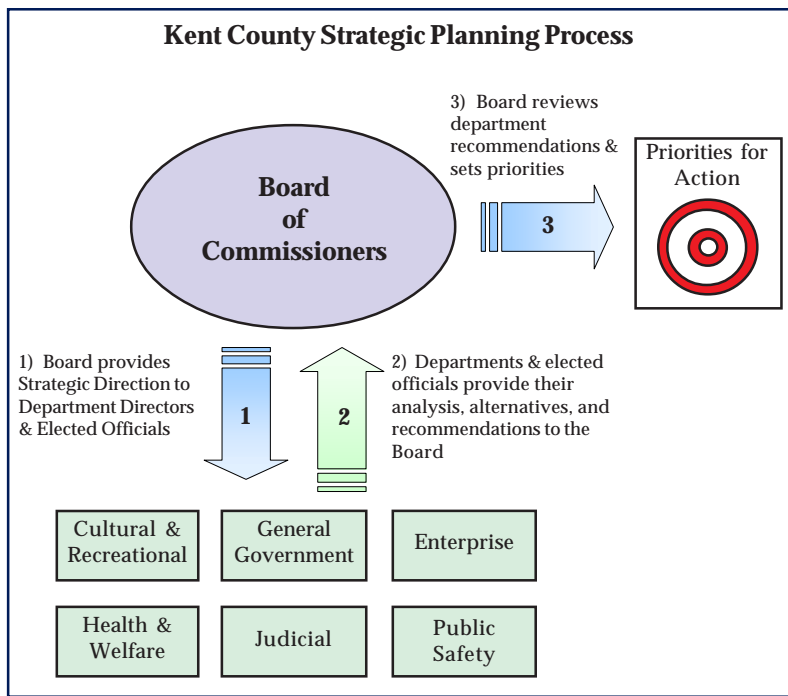 Kent County Strategic Planning Process
3) Board reviews
department
recommendations &
sets priorities
Priorities for
Action
Board
of
Commissioners
3
1) Board provides
Strategic Direction to
Department Directors
& Elected Officials
1
2
2) Departments & elected
officials provide their
analysis, alternatives, and
recommendations to the
Board
Cultural &
Recreational
General
Government
Enterprise
Health &
Welfare
Judicial
Public
Safety